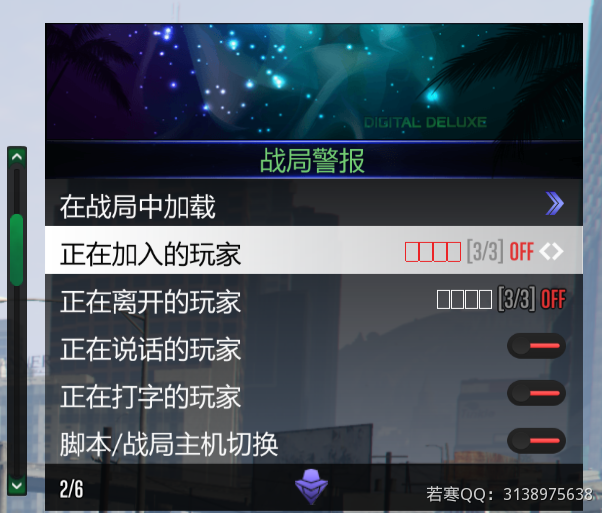 DIGITAL DELUXE
战局警报
在战局中加载
正在加入的玩家 □□□□ [3/3] OFF
正在离开的玩家 □□□□ [3/3] OFF
正在说话的玩家
正在打字的玩家
脚本/战局主机切换
2/6
若寒QQ：3138975638